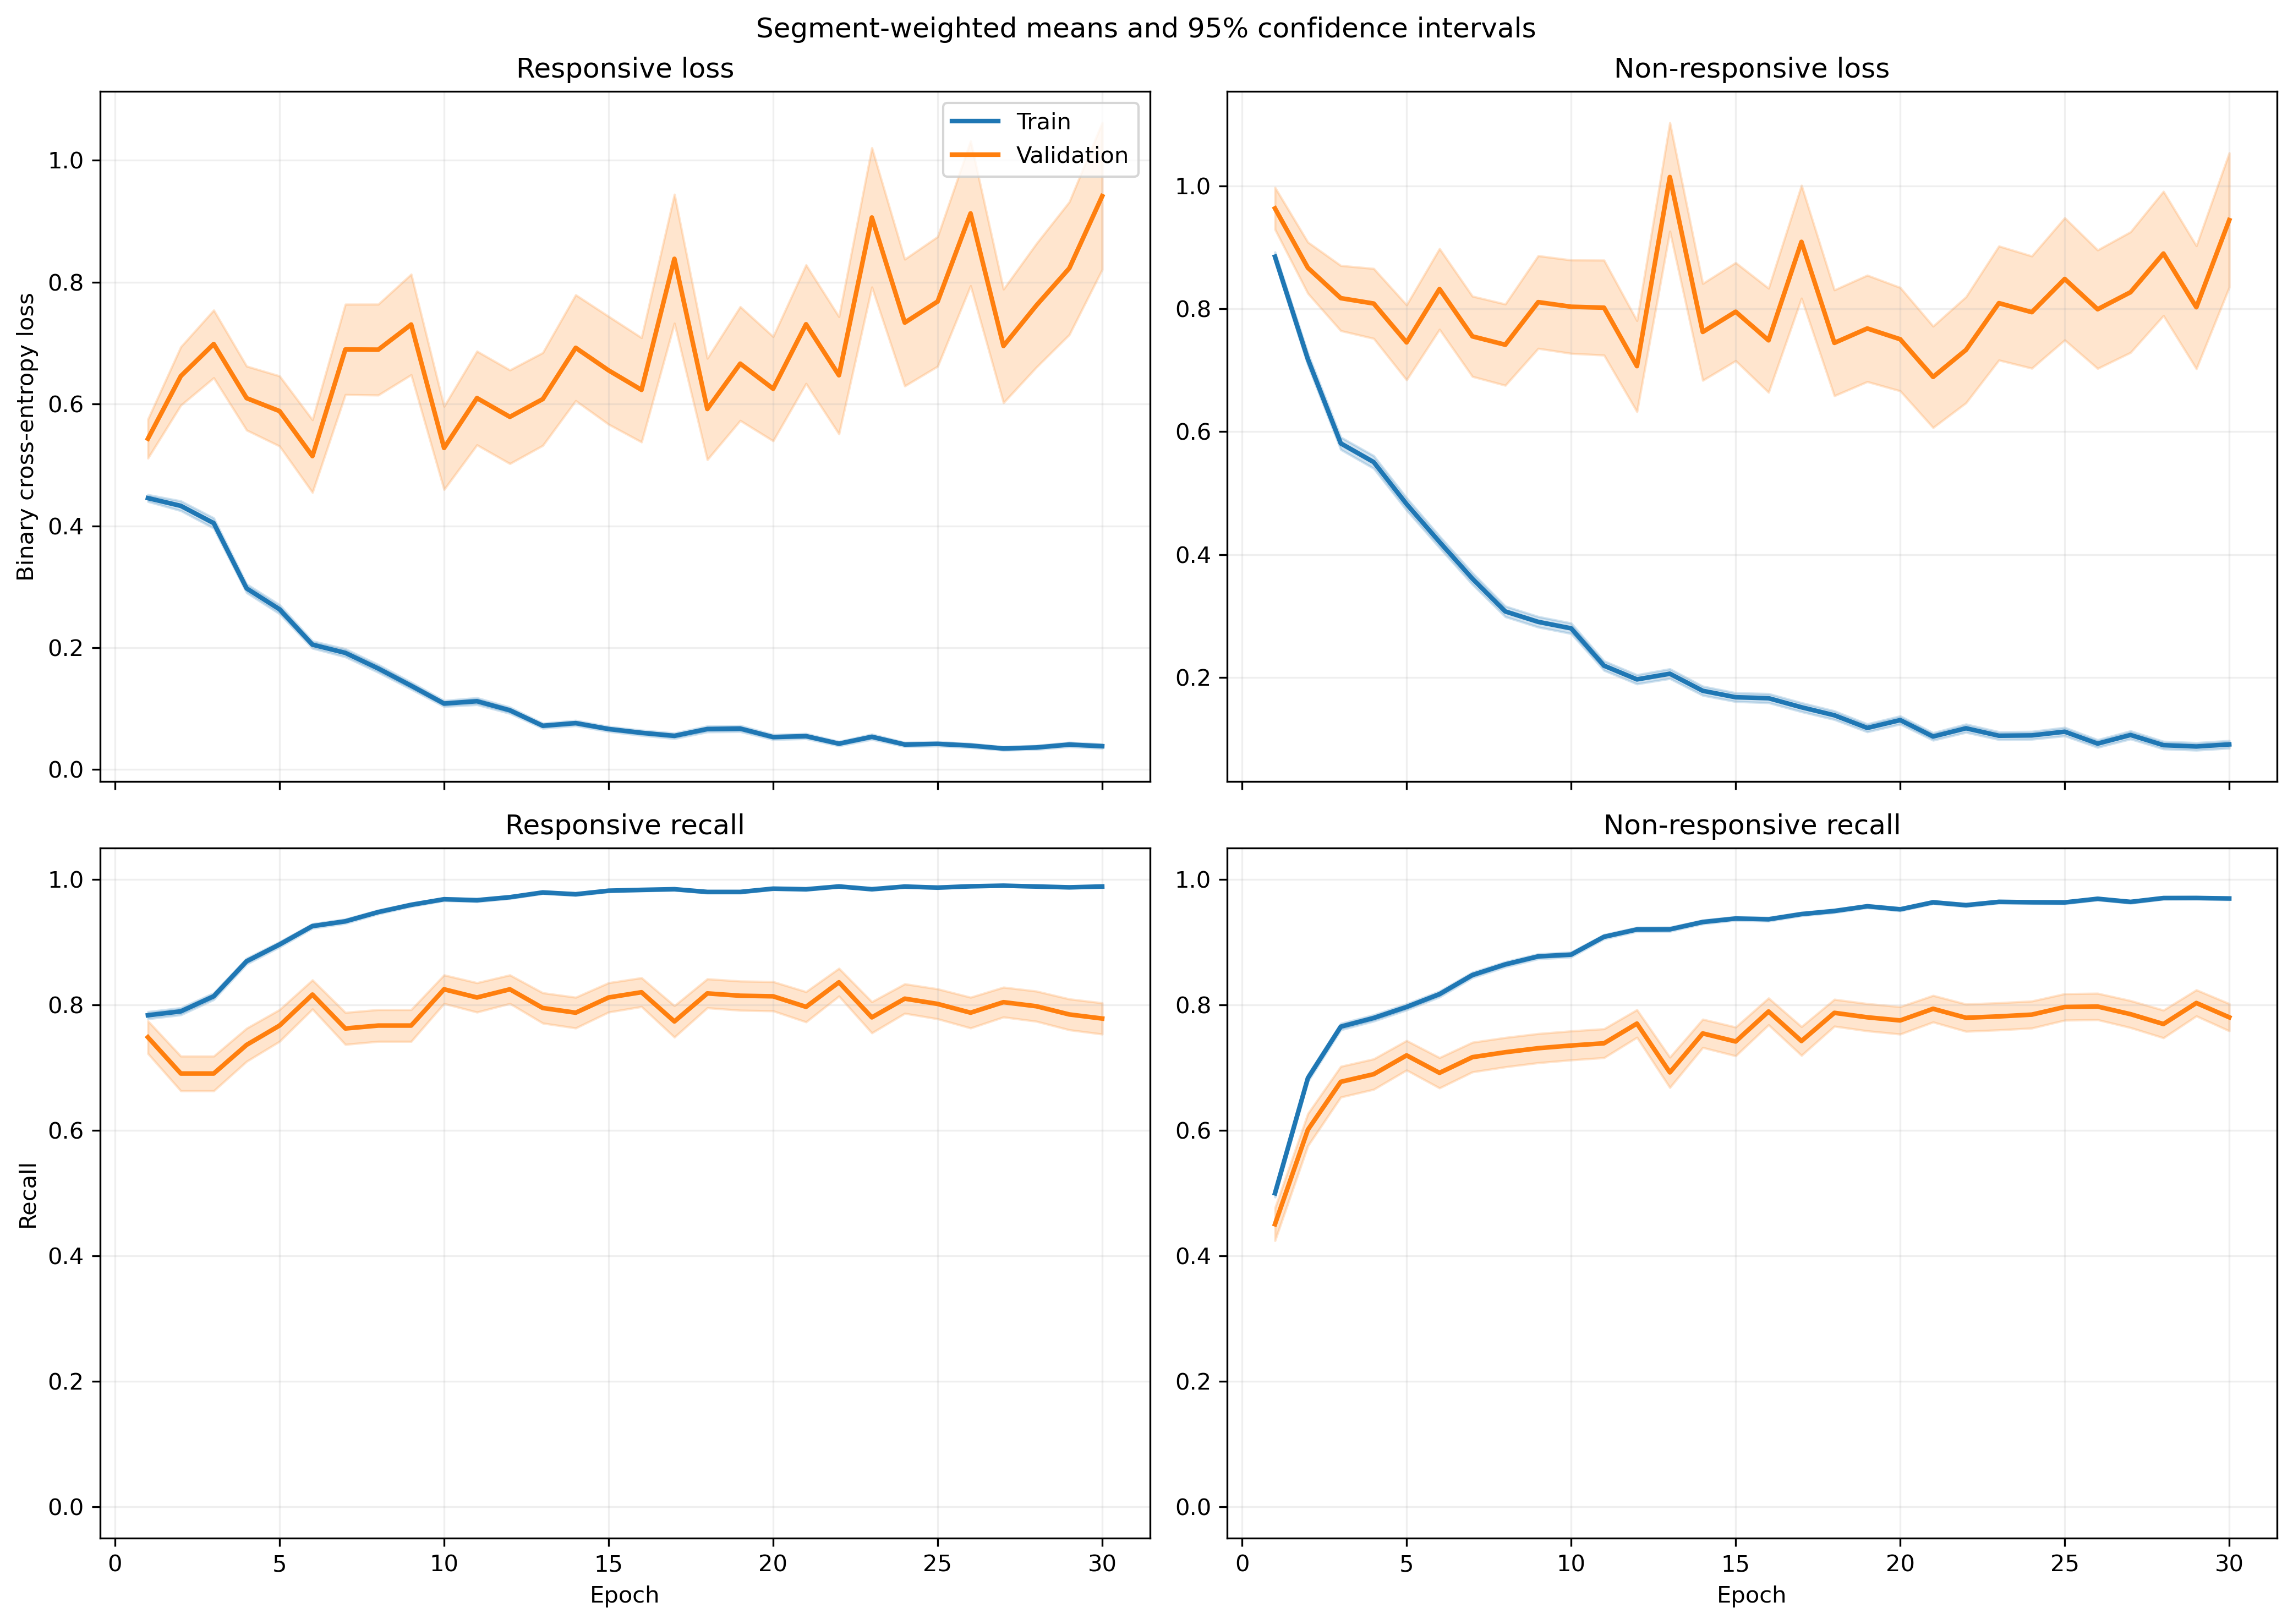 Segment-weighted means and 95% confidence intervals
Responsive loss
Non-responsive loss
Train
Validation
Binary cross-entropy loss
1.0
0.8
0.6
0.4
0.2
0.0
1.0
0.8
0.6
0.4
0.2
Responsive recall
Non-responsive recall
Recall
1.0
0.8
0.6
0.4
0.2
0.0
0 5 10 15 20 25 30
Epoch
1.0
0.8
0.6
0.4
0.2
0.0
0 5 10 15 20 25 30
Epoch